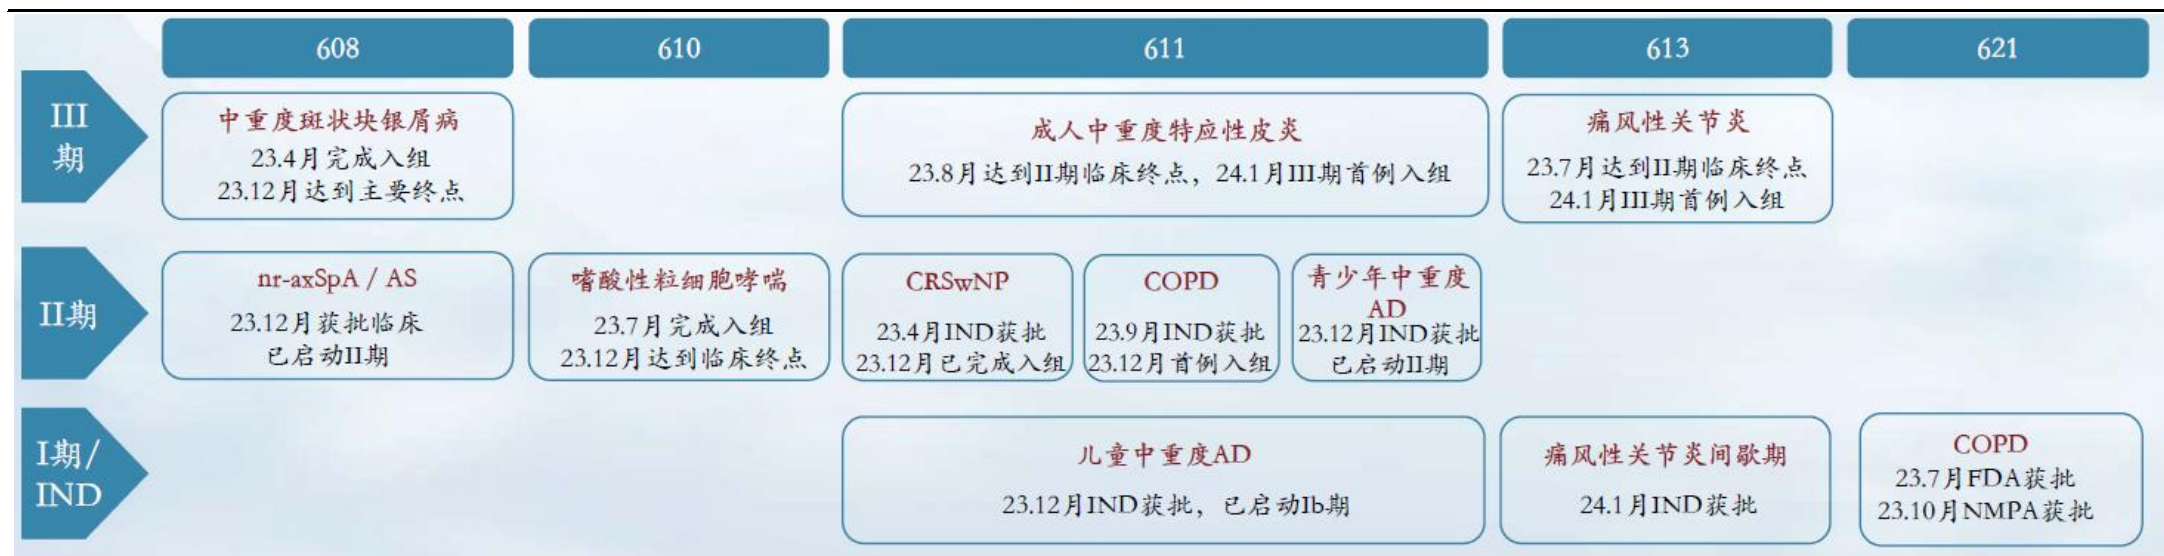 608
610
611
613
621
III
期
中重度斑状块银屑病
23.4月完成入组
23.12月达到主要终点
成人中重度特应性皮炎
23.8月达到II期临床终点，24.1月III期首例入组
痛风性关节炎
23.7月达到II期临床终点
24.1月III期首例入组
II期
nr-axSpA / AS
23.12月获批临床
已启动II期
嗜酸性粒细胞哮喘
23.7月完成入组
23.12月达到临床终点
CRSwNP
23.4月IND获批
23.12月已完成入组
COPD
23.9月IND获批
23.12月首例入组
青少年中重度
AD
23.12月IND获批
已启动II期
I期/
IND
儿童中重度AD
23.12月IND获批，已启动Ib期
痛风性关节炎间歇期
24.1月IND获批
COPD
23.7月FDA获批
23.10月NMPA获批